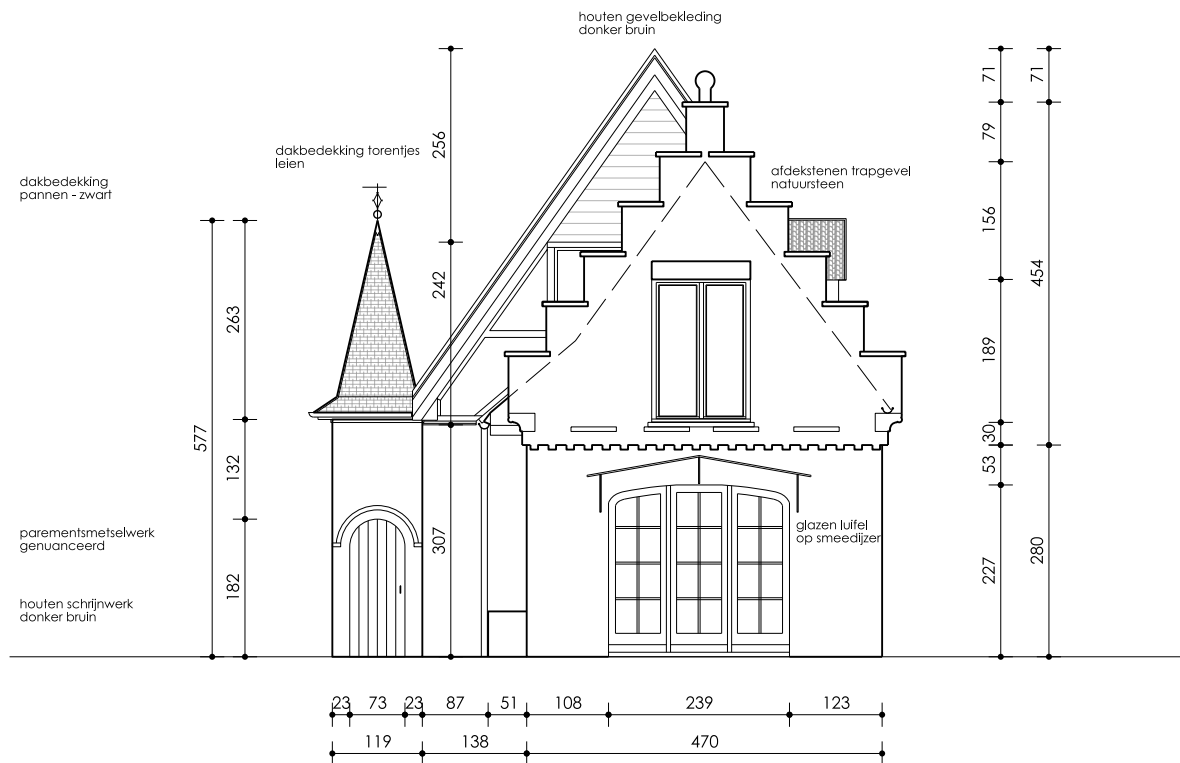 houten gevelbekleding
donker bruin
dakbedekking torentjes
leien
dakbedekking
pannen - zwart
afdekstenen trapgevel
natuursteen
parementsmetselwerk
genuanceerd
houten schrijnwerk
donker bruin
glazen luifel
op smeedijzer
577
263
132
182
256
242
307
71
79
156
189
30
53
227
71
454
280
23 73 23 87 51 108 239 123
119 138 470